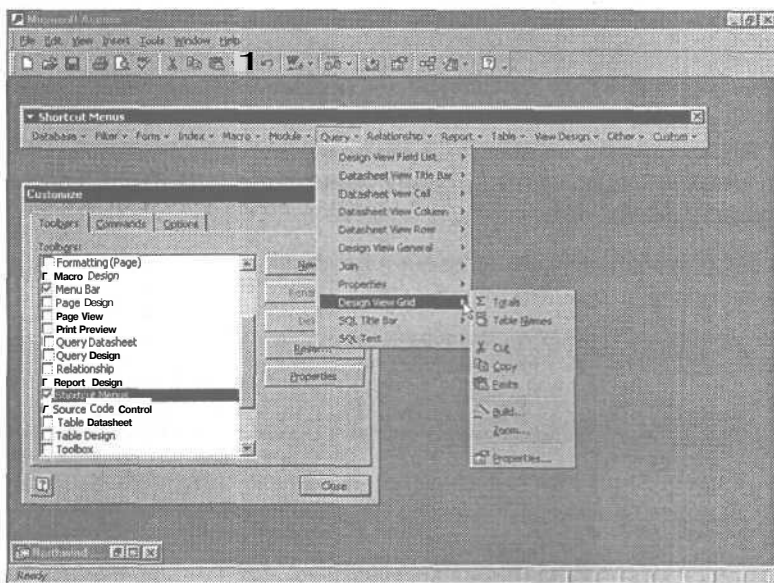 Microsoft Access
File Edit View Insert Tools Window Help
1
Shortcut Menus
Database Filter Form Index Macro Module Query Relationship Report Table View Design Other Custom
Design View Field List
Datasheet View Title Bar
Datasheet View Cell
Datasheet View Column
Datasheet View Row
Design View General
Join
Properties
Design View Grid
SQL Title Bar
SQL Text
Σ Totals
Table Names
Cut
Copy
Paste
Build...
Zoom...
Properties...
Customize
Toolbars Commands Options
Toolbars:
Formatting (Page)
Macro Design
Menu Bar
Page Design
Page View
Print Preview
Query Datasheet
Query Design
Relationship
Report Design
Shortcut Menus
Source Code Control
Table Datasheet
Table Design
Toolbox
Properties
Close
Northwind
Ready